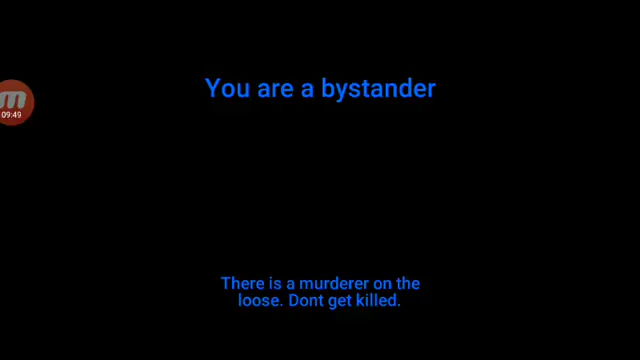 You are a bystander
09:49
There is a murderer on the
loose. Dont get killed.